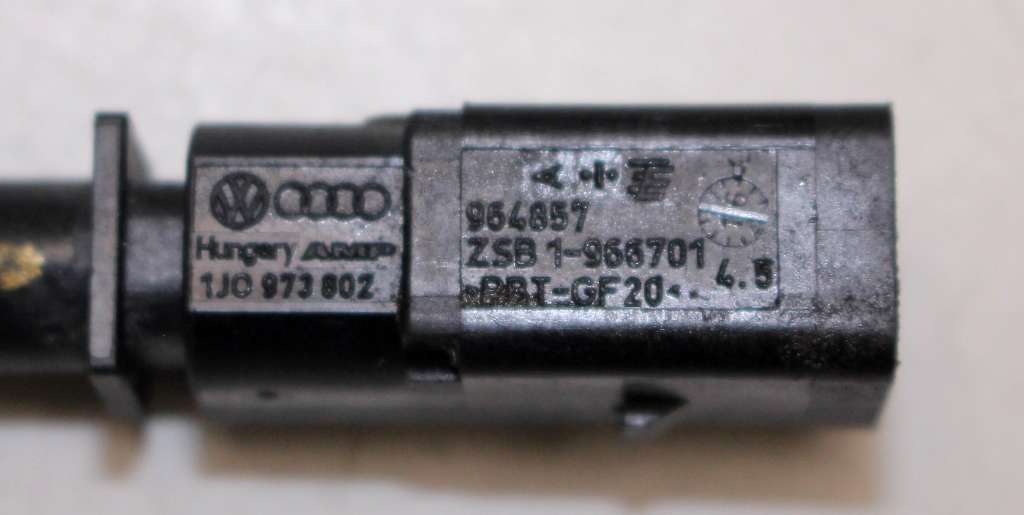 Hungary AMP
1J0 973 802
A
964857
ZSB 1-966701
4.5
>PBT-GF20<